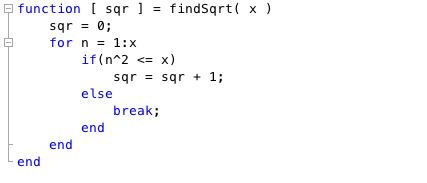 function [ sqr ] = findSqrt( x )
    sqr = 0;
    for n = 1:x
        if(n^2 <= x)
            sqr = sqr + 1;
        else
            break;
        end
    end
end